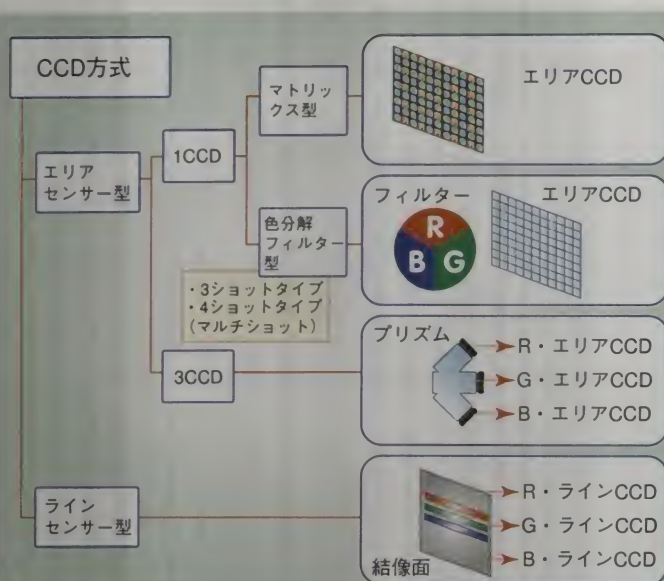 CCD方式
エリア
センサー型
1CCD
マトリッ
クス型
エリアCCD
色分解
フィルター
型
フィルター
R
B G
エリアCCD
・3ショットタイプ
・4ショットタイプ
(マルチショット)
3CCD
プリズム
R・エリアCCD
G・エリアCCD
B・エリアCCD
ライン
センサー型
R・ラインCCD
G・ラインCCD
B・ラインCCD
結像面